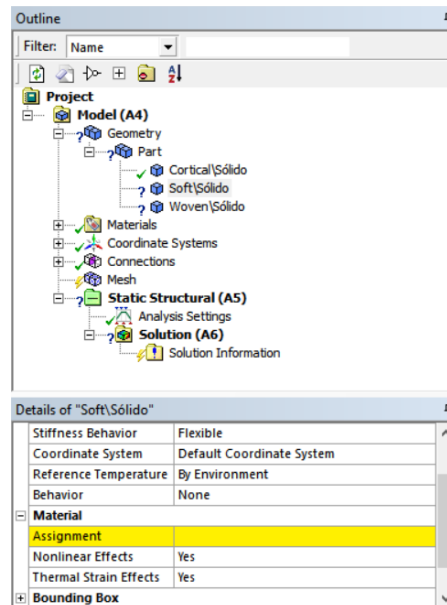 Outline
Filter: Name
Project
Model (A4)
Geometry
Part
Cortical\Sólido
Soft\Sólido
Woven\Sólido
Materials
Coordinate Systems
Connections
Mesh
Static Structural (A5)
Analysis Settings
Solution (A6)
Solution Information
Details of "Soft\Sólido"
Stiffness Behavior Flexible
Coordinate System Default Coordinate System
Reference Temperature By Environment
Behavior None
Material
Assignment
Nonlinear Effects Yes
Thermal Strain Effects Yes
Bounding Box